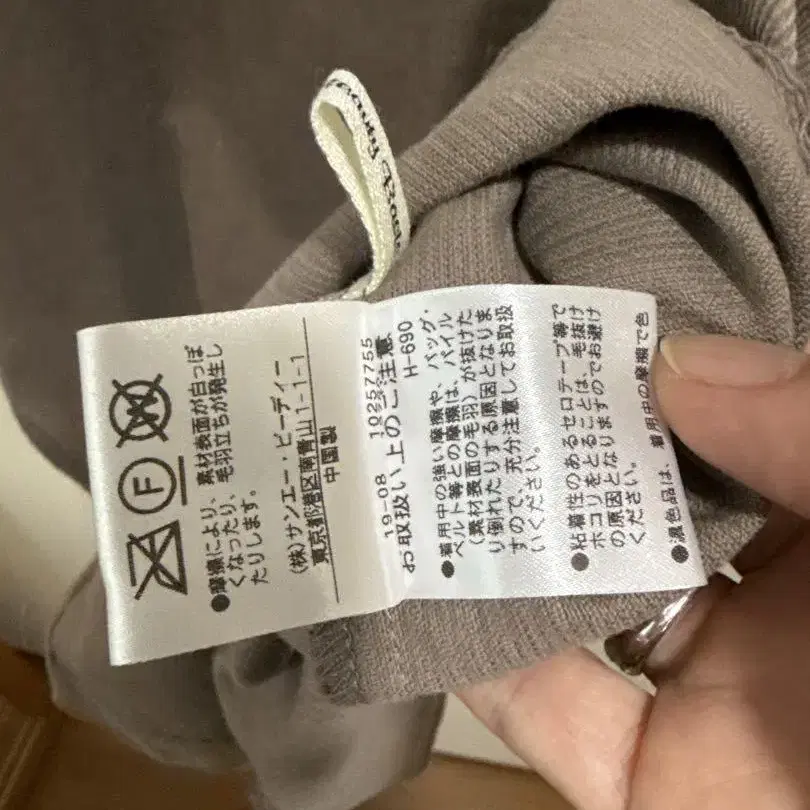 F
●摩擦により、素材表面が白っぽ
くなったり、毛羽立ちが発生し
たりします。
(株)サンエー・ビーディー
東京都港区南青山1-1-1
中国製
19-08 10257755
お取扱い上のご注意 H-690
●着用中の強い摩擦や、バッグ・
ベルト等との摩擦は、パイル
(素材表面の毛羽)が抜けた
り倒れたりする原因となりま
すので、充分注意してお取扱
いください。
●粘着性のあるセロテープ等で
ホコリをとることは、毛抜け
の原因となりますのでお避け
ください。
●濃色品は、着用中の摩擦で色